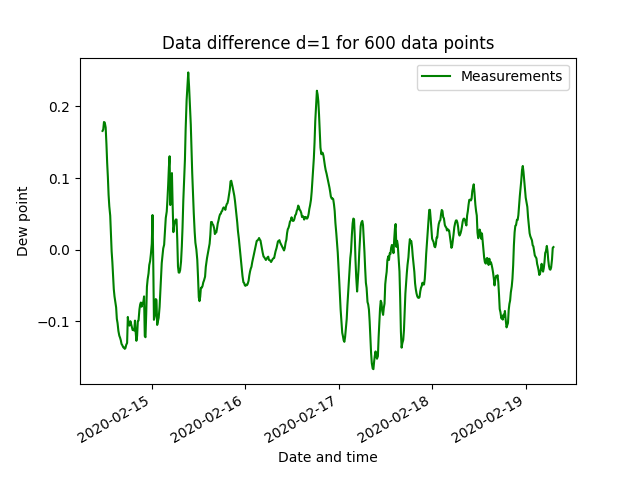 Data difference d=1 for 600 data points
Measurements
0.2
0.1
0.0
−0.1
Dew point
2020-02-15
2020-02-16
2020-02-17
2020-02-18
2020-02-19
Date and time